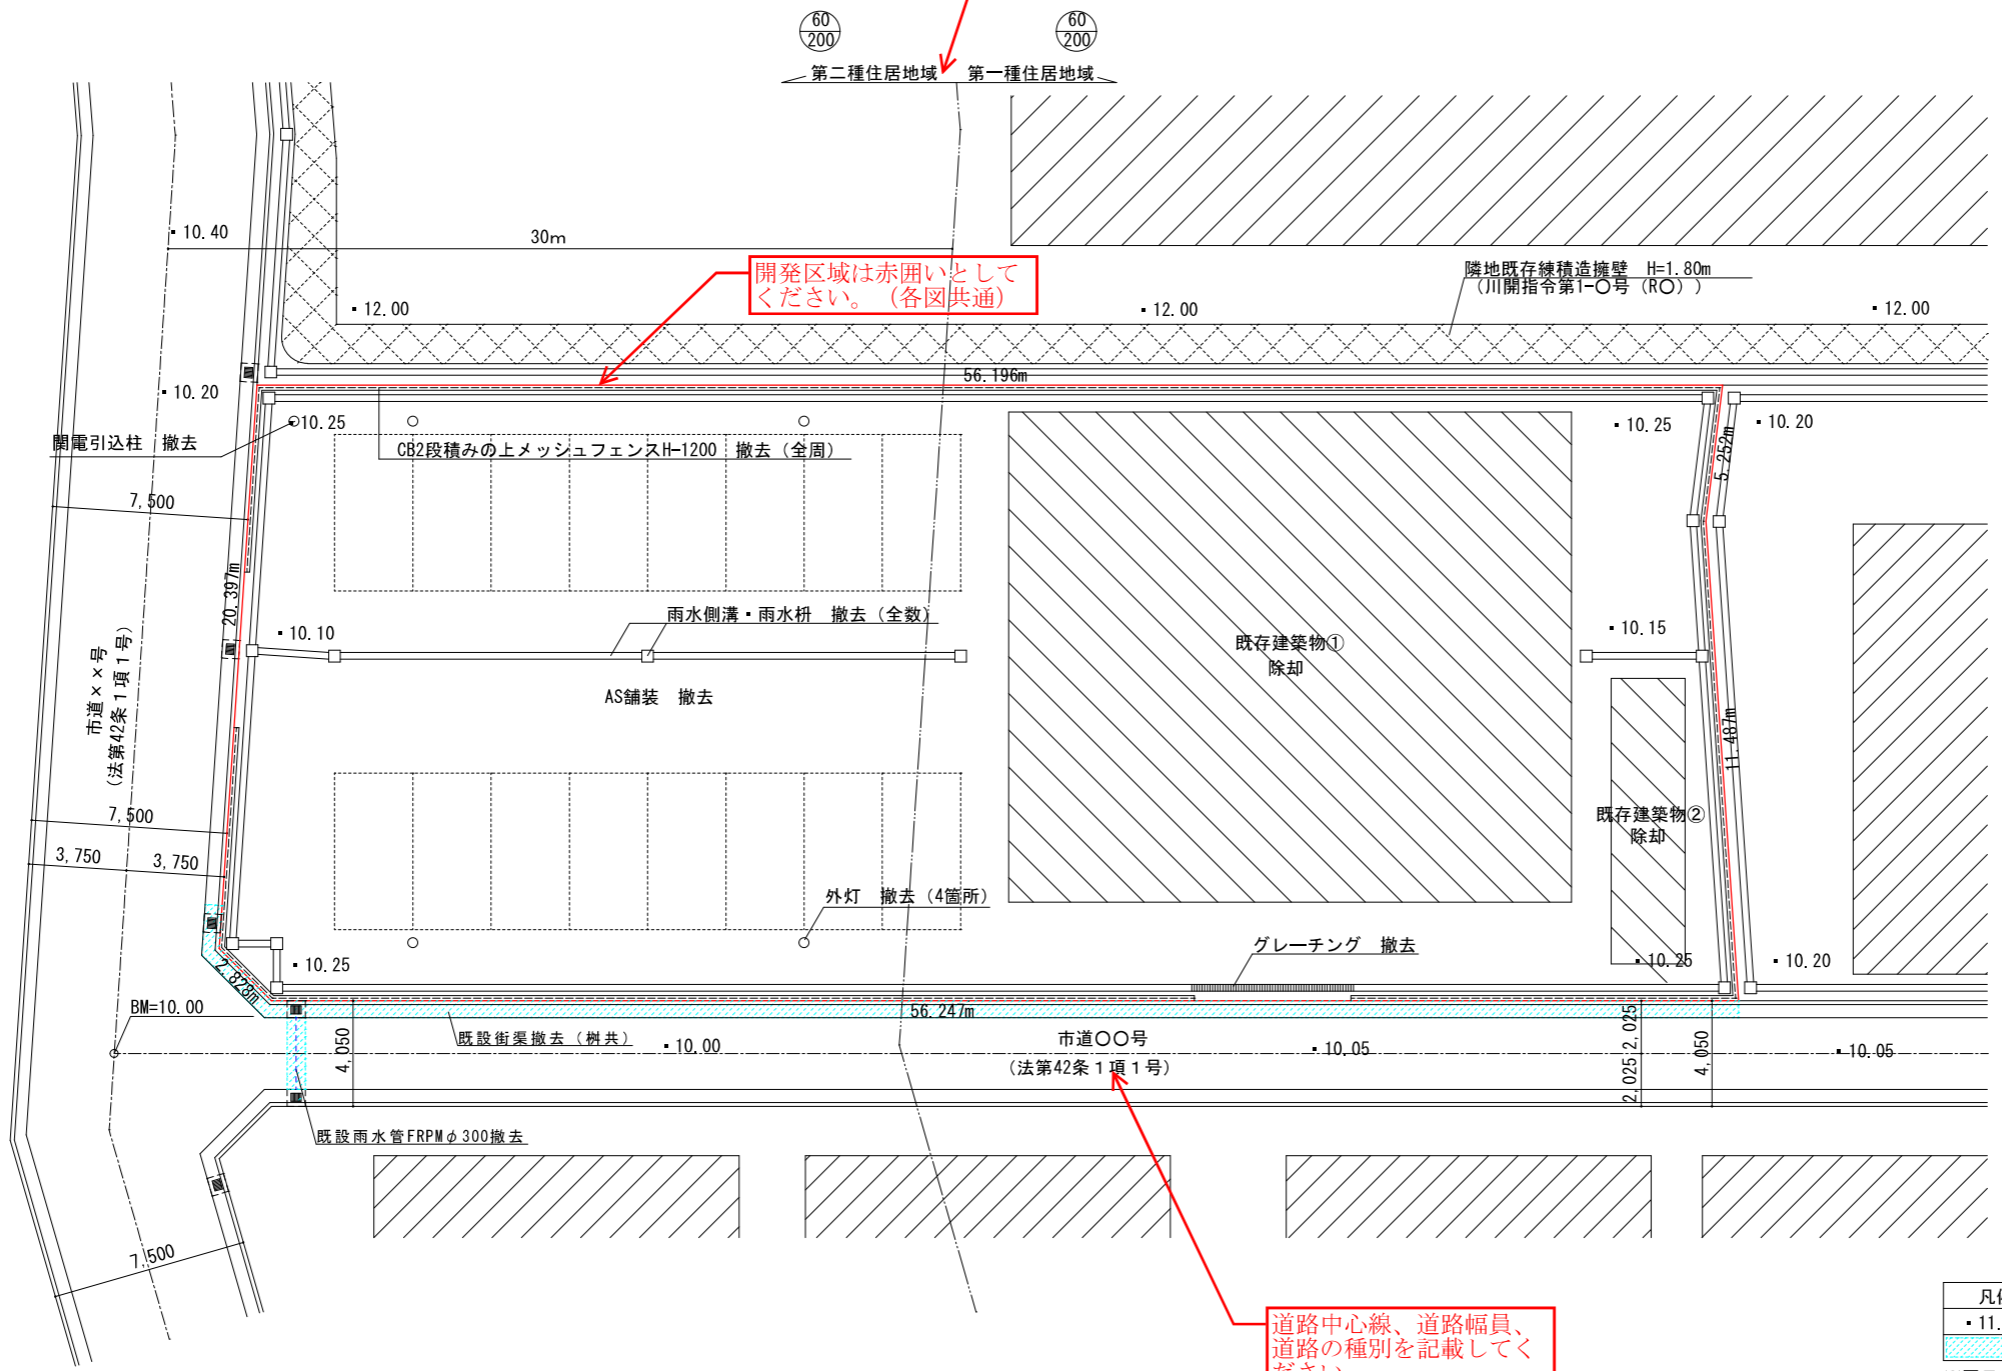 60
200
60
200
第二種住居地域
第一種住居地域
10.40
30m
開発区域は赤囲いとして
ください。（各図共通）
隣地既存練積造擁壁 H=1.80m
（川開指令第1-〇号（R〇））
12.00
12.00
12.00
56.196m
10.20
関電引込柱 撤去
10.25
CB2段積みの上メッシュフェンスH-1200 撤去（全周）
10.25
10.20
5.252m
7,500
20.397m
雨水側溝・雨水枡 撤去（全数）
10.10
10.15
既存建築物①
除却
市道××号
（法第42条1項1号）
AS舗装 撤去
11.487m
既存建築物②
除却
7,500
3,750
3,750
外灯 撤去（4箇所）
グレーチング 撤去
10.25
2.828m
10.25
10.20
BM=10.00
56.247m
既設街渠撤去（桝共）
4,050
10.00
市道〇〇号
（法第42条1項1号）
10.05
2,025
2,025
4,050
10.05
既設雨水管FRPMφ300撤去
7,500
道路中心線、道路幅員、
道路の種別を記載してく
ださい
凡
11.